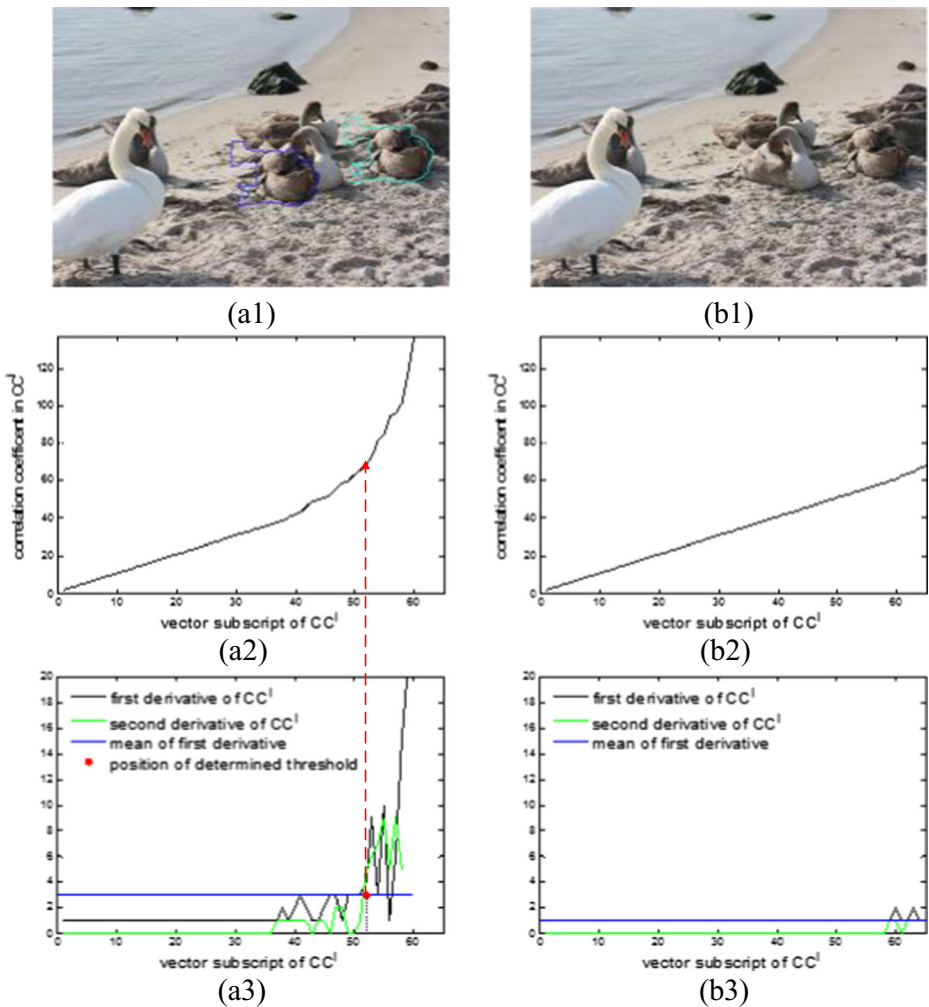 (a1)
(b1)
correlation coefficent in CC^l
120
100
80
60
40
20
0
0 10 20 30 40 50 60
vector subscript of CC^l
(a2)
correlation coefficent in CC^l
120
100
80
60
40
20
0
0 10 20 30 40 50 60
vector subscript of CC^l
(b2)
20
18
16
14
12
10
8
6
4
2
0
first derivative of CC^l
second derivative of CC^l
mean of first derivative
position of determined threshold
0 10 20 30 40 50 60
vector subscript of CC^l
(a3)
20
18
16
14
12
10
8
6
4
2
0
first derivative of CC^l
second derivative of CC^l
mean of first derivative
0 10 20 30 40 50 60
vector subscript of CC^l
(b3)